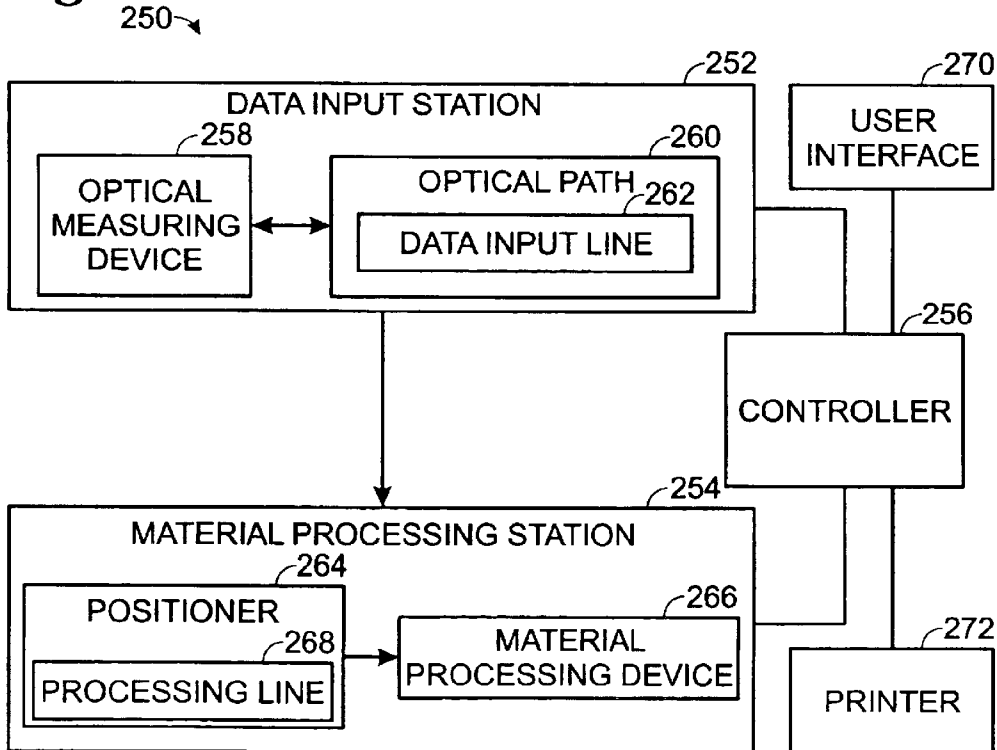 250
252
DATA INPUT STATION
258
OPTICAL
MEASURING
DEVICE
260
OPTICAL PATH
262
DATA INPUT LINE
270
USER
INTERFACE
256
CONTROLLER
254
MATERIAL PROCESSING STATION
264
POSITIONER
268
PROCESSING LINE
266
MATERIAL
PROCESSING DEVICE
272
PRINTER